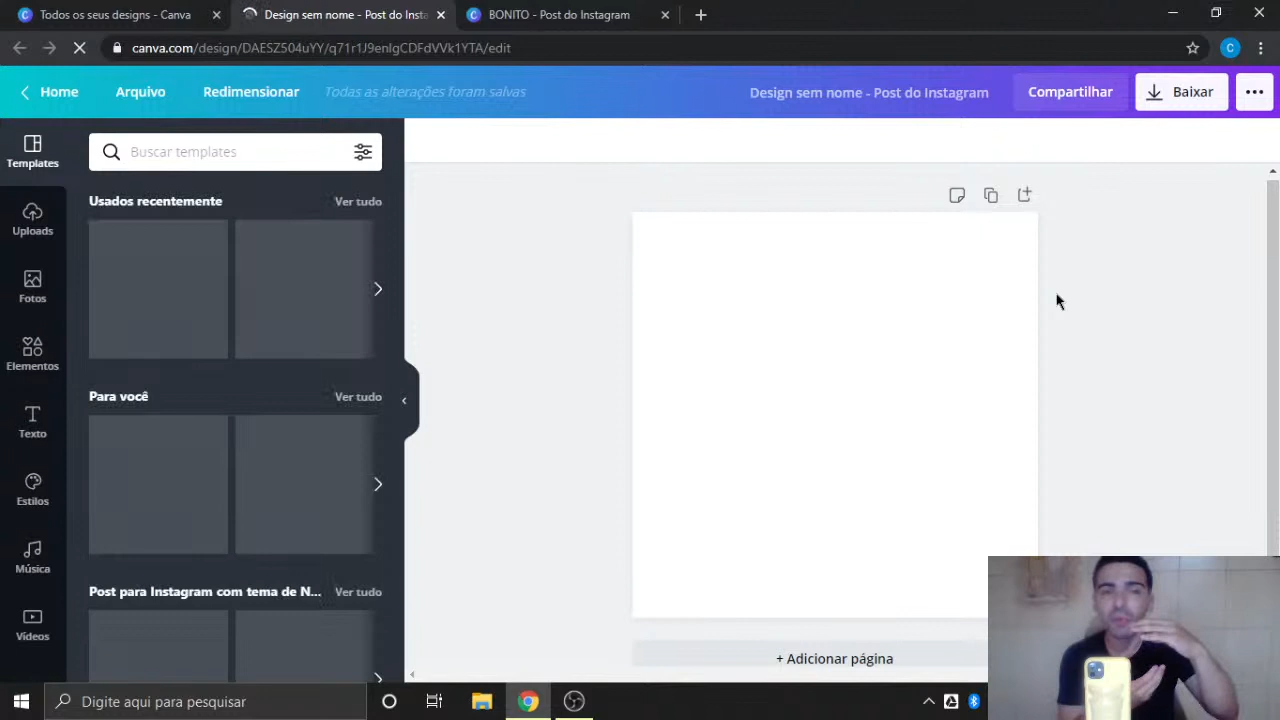 Todos os seus designs - Canva
Design sem nome - Post do Insta
BONITO - Post do Instagram
canva.com/design/DAESZ504uYY/q71r1J9enIgCDFdVVk1YTA/edit
C
Home
Arquivo
Redimensionar
Todas as alterações foram salvas
Design sem nome - Post do Instagram
Compartilhar
Baixar
Templates
Buscar templates
Usados recentemente
Ver tudo
Uploads
Fotos
Elementos
Para você
Ver tudo
Texto
Estilos
Música
Post para Instagram com tema de N...
Ver tudo
Vídeos
+ Adicionar página
Digite aqui para pesquisar